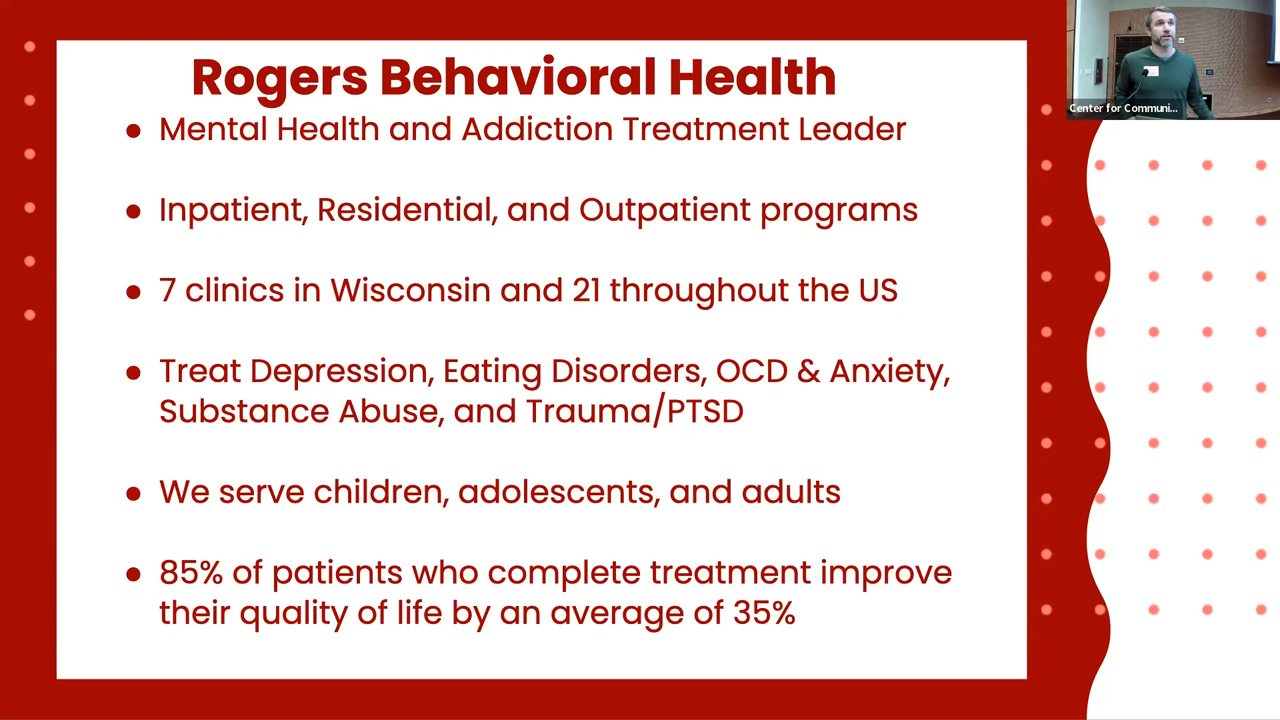 Rogers Behavioral Health
● Mental Health and Addiction Treatment Leader
● Inpatient, Residential, and Outpatient programs
● 7 clinics in Wisconsin and 21 throughout the US
● Treat Depression, Eating Disorders, OCD & Anxiety,
Substance Abuse, and Trauma/PTSD
● We serve children, adolescents, and adults
● 85% of patients who complete treatment improve
their quality of life by an average of 35%
Center for Communi...